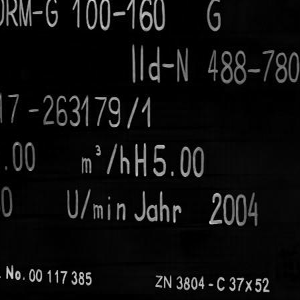 ORM-G 100-160 G
lld-N 488-780
17-263179/1
.00 m³/h H 5.00
0 U/min Jahr 2004
. No. 00 117 385 ZN 3804 - C 37x52